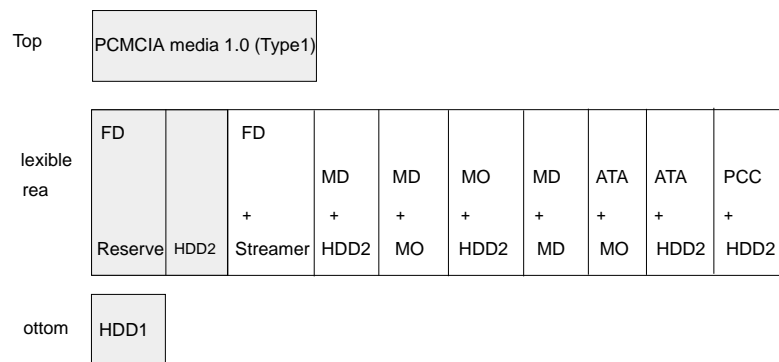 Top
PCMCIA media 1.0 (Type1)
FD FD
lexible
rea
MD MD MO MD ATA ATA PCC
+ + + + + + + +
Reserve HDD2 Streamer HDD2 MO HDD2 MD MO HDD2 HDD2
ottom
HDD1